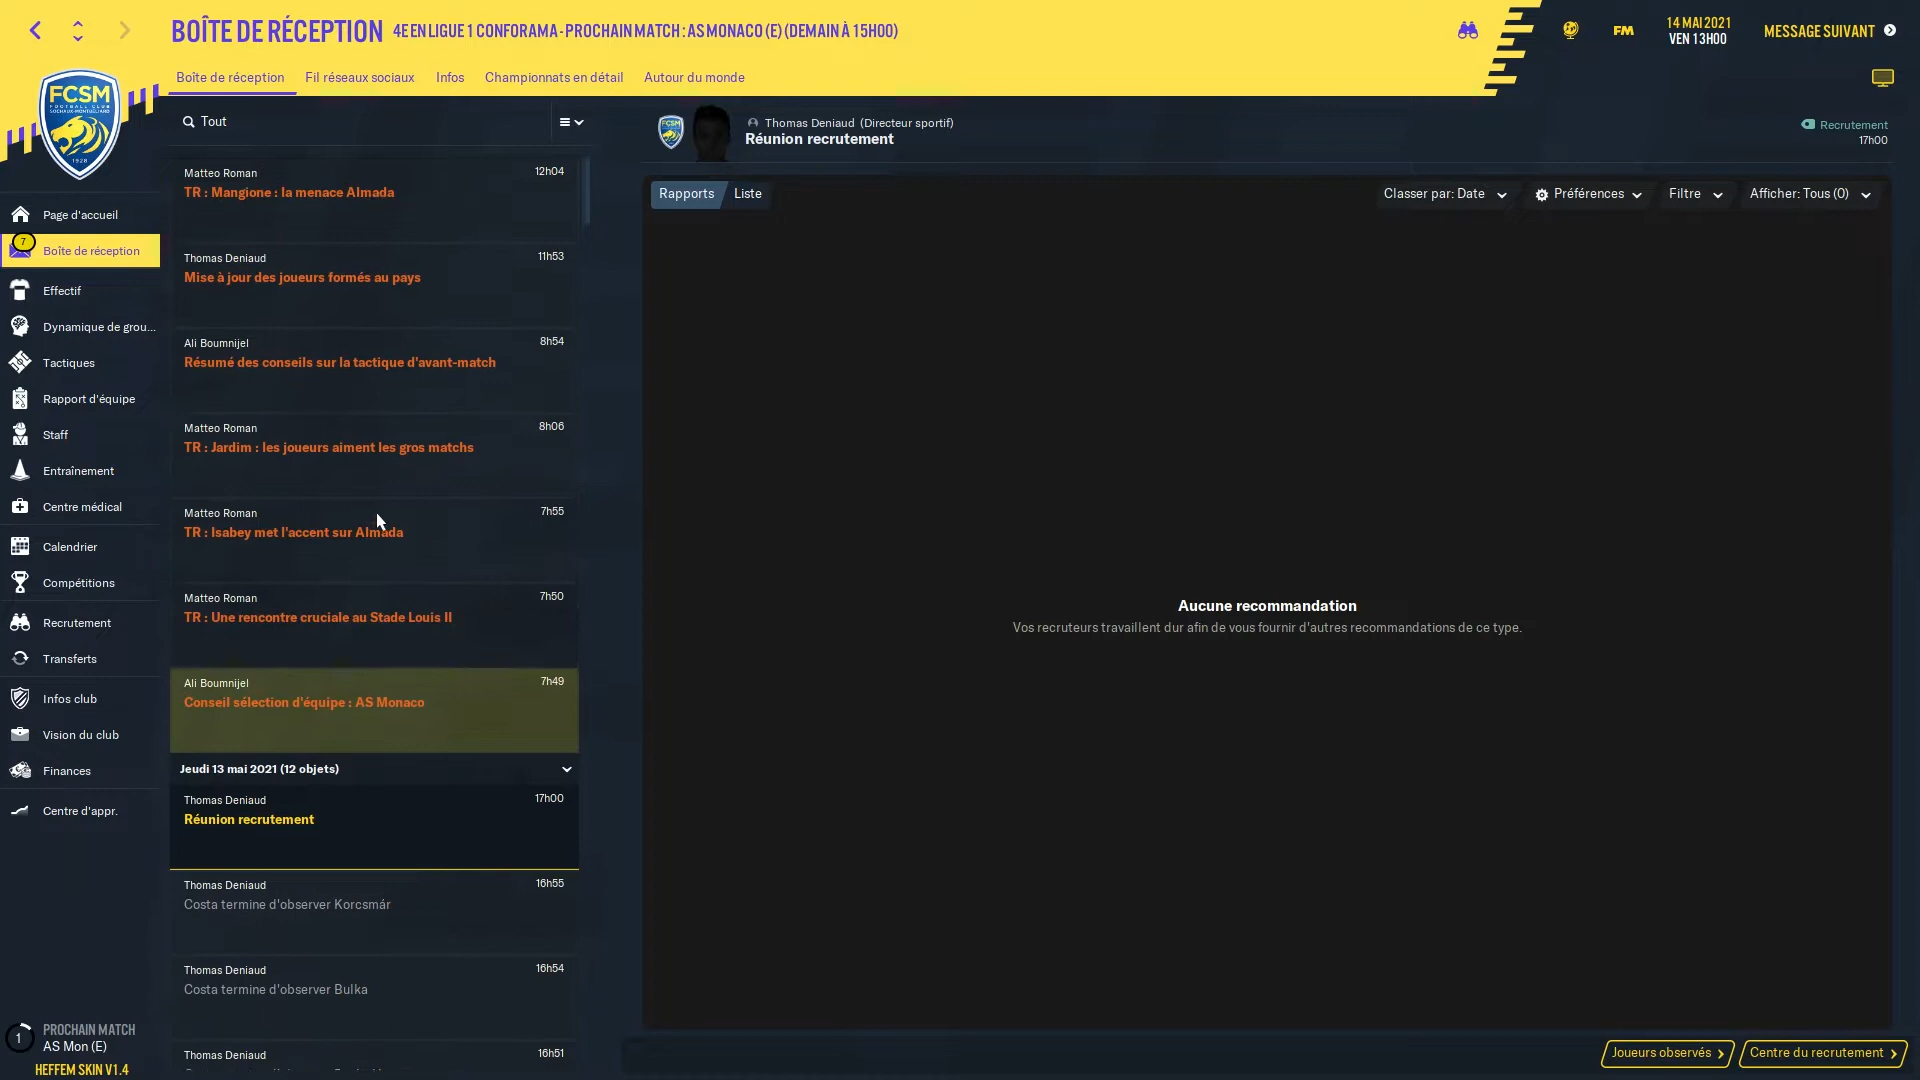 BOÎTE DE RÉCEPTION
4E EN LIGUE 1 CONFORAMA - PROCHAIN MATCH : AS MONACO (E) (DEMAIN À 15H00)
FM
14 MAI 2021
VEN 13H00
MESSAGE SUIVANT
Boîte de réception
Fil réseaux sociaux
Infos
Championnats en détail
Autour du monde
FCSM
FOOTBALL CLUB
SOCHAUX-MONTBÉLIARD
1928
Page d'accueil
7
Boîte de réception
Effectif
Dynamique de grou...
Tactiques
Rapport d'équipe
Staff
Entraînement
Centre médical
Calendrier
Compétitions
Recrutement
Transferts
Infos club
Vision du club
Finances
Centre d'appr.
1
PROCHAIN MATCH
AS Mon (E)
HEFFEM SKIN V1.4
Tout
Matteo Roman 12h04
TR : Mangione : la menace Almada
Thomas Deniaud 11h53
Mise à jour des joueurs formés au pays
Ali Boumnijel 8h54
Résumé des conseils sur la tactique d'avant-match
Matteo Roman 8h06
TR : Jardim : les joueurs aiment les gros matchs
Matteo Roman 7h55
TR : Isabey met l'accent sur Almada
Matteo Roman 7h50
TR : Une rencontre cruciale au Stade Louis II
Ali Boumnijel 7h49
Conseil sélection d'équipe : AS Monaco
Jeudi 13 mai 2021 (12 objets)
Thomas Deniaud 17h00
Réunion recrutement
Thomas Deniaud 16h55
Costa termine d'observer Korcsmár
Thomas Deniaud 16h54
Costa termine d'observer Bulka
Thomas Deniaud 16h51
FCSM
Thomas Deniaud (Directeur sportif)
Réunion recrutement
Recrutement
17h00
Rapports
Liste
Classer par: Date
Préférences
Filtre
Afficher: Tous (0)
Aucune recommandation
Vos recruteurs travaillent dur afin de vous fournir d'autres recommandations de ce type.
Joueurs observés
Centre du recrutement